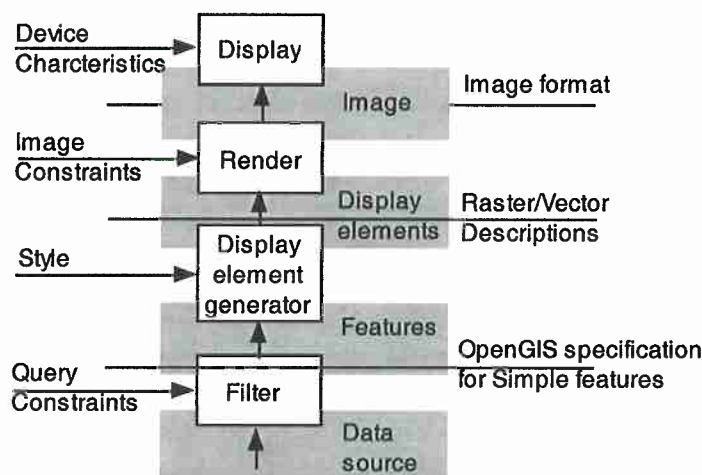 Device
Charcteristics
Display
Image
Image format
Image
Constraints
Render
Display
elements
Raster/Vector
Descriptions
Style
Display
element
generator
Features
OpenGIS specification
for Simple features
Query
Constraints
Filter
Data
source